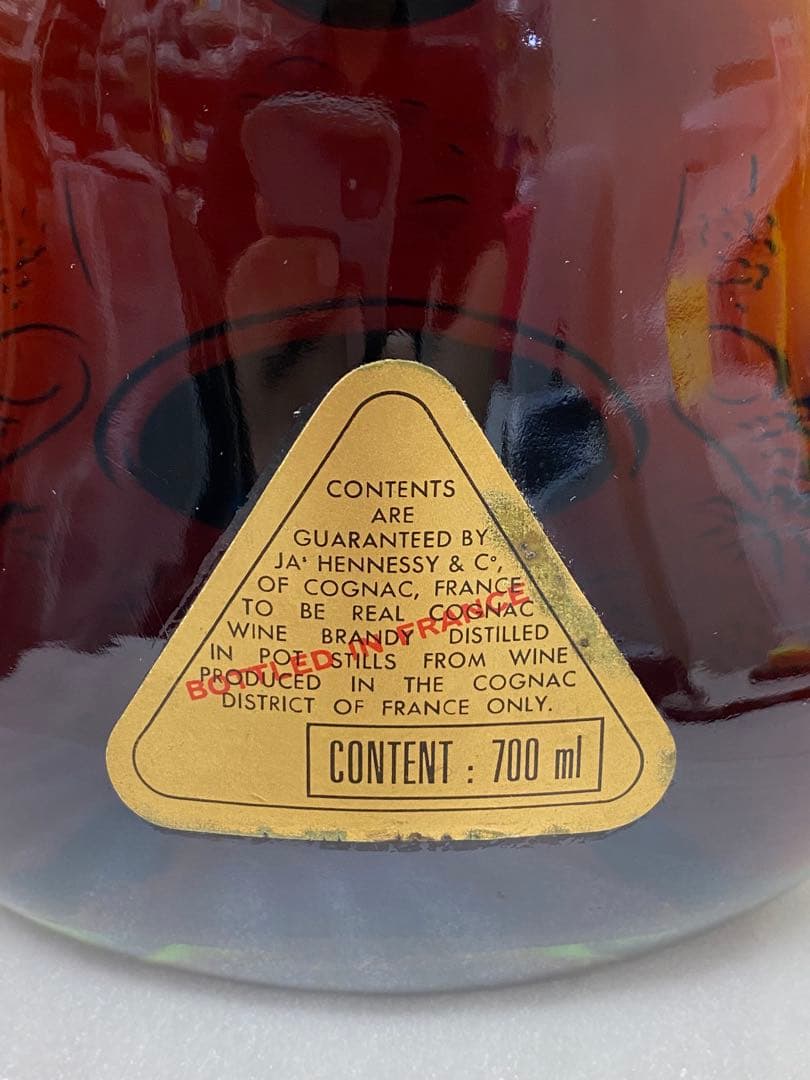 CONTENTS
ARE
GUARANTEED BY
JAˢ HENNESSY & Cº,
OF COGNAC, FRANCE
TO BE REAL COGNAC
WINE BRANDY DISTILLED
IN POT STILLS FROM WINE
PRODUCED IN THE COGNAC
DISTRICT OF FRANCE ONLY.
BOTTLED IN FRANCE
CONTENT : 700 ml